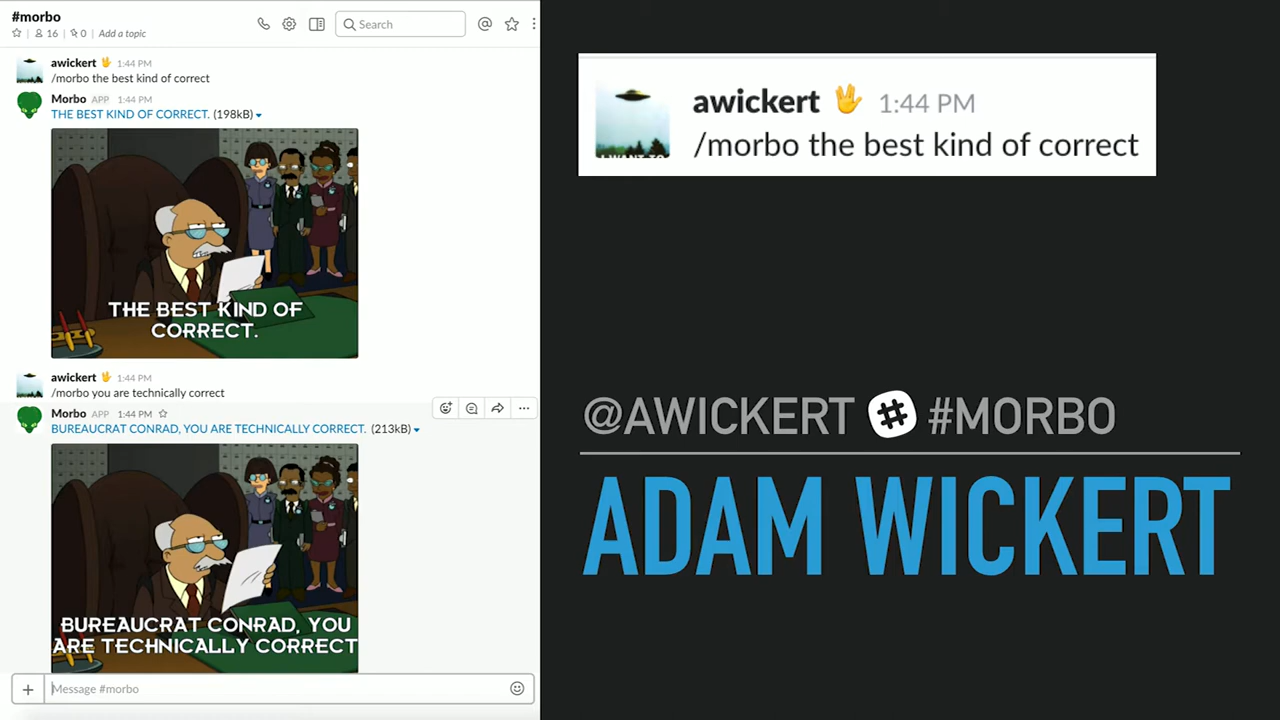 #morbo
16
0
Add a topic
Search
awickert 1:44 PM
/morbo the best kind of correct
Morbo APP 1:44 PM
THE BEST KIND OF CORRECT. (198kB)
THE BEST KIND OF
CORRECT.
awickert 1:44 PM
/morbo you are technically correct
Morbo APP 1:44 PM
BUREAUCRAT CONRAD, YOU ARE TECHNICALLY CORRECT. (213kB)
BUREAUCRAT CONRAD, YOU
ARE TECHNICALLY CORRECT
Message #morbo
awickert 1:44 PM
/morbo the best kind of correct
I WANT TO
@AWICKERT #MORBO
ADAM WICKERT